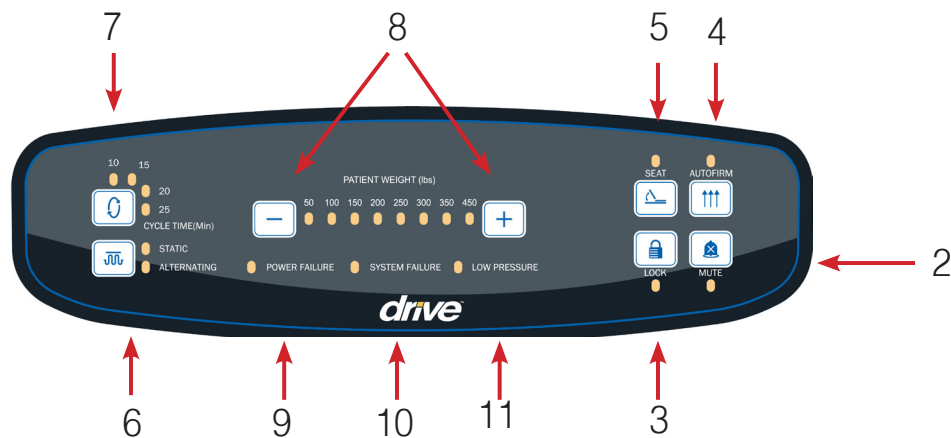 7 8 5 4
10 15
20
25
CYCLE TIME(Min)
PATIENT WEIGHT (lbs)
50 100 150 200 250 300 350 450
SEAT AUTOFIRM
STATIC
ALTERNATING
POWER FAILURE SYSTEM FAILURE LOW PRESSURE
LOCK MUTE
2
drive
6 9 10 11 3